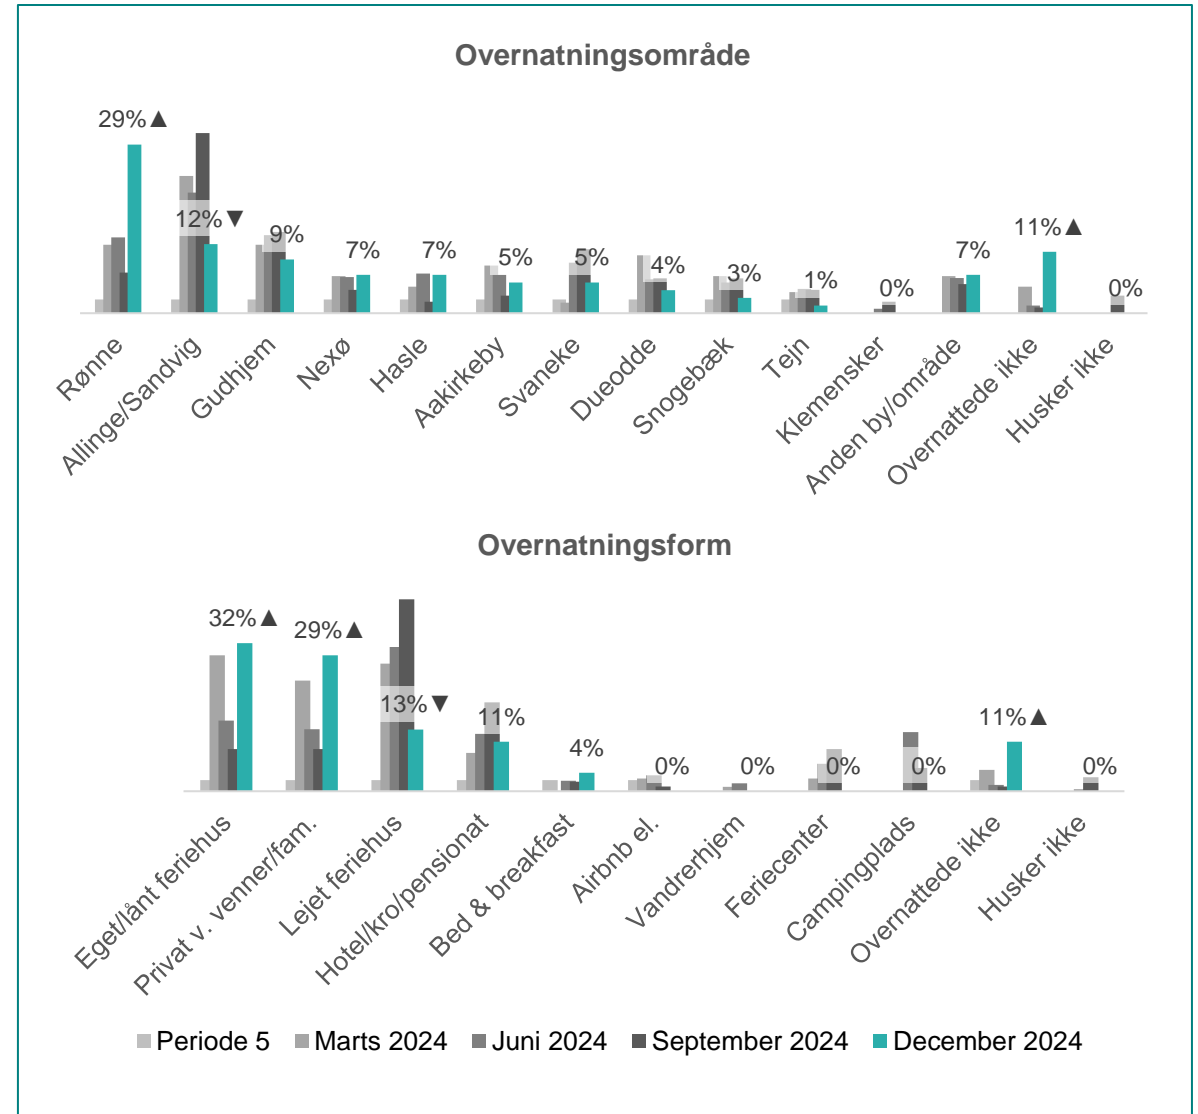 Overnatningsområde
29%▲
12%▼
9%
7%
7%
5%
5%
4%
3%
1%
0%
7%
11%▲
0%
Rønne
Allinge/Sandvig
Gudhjem
Nexø
Hasle
Aakirkeby
Svaneke
Dueodde
Snogebæk
Tejn
Klemensker
Anden by/område
Overnattede ikke
Husker ikke
Overnatningsform
32%▲
29%▲
13%▼
11%
4%
0%
0%
0%
0%
11%▲
0%
Eget/lånt feriehus
Privat v. venner/fam.
Lejet feriehus
Hotel/kro/pensionat
Bed & breakfast
Airbnb el.
Vandrerhjem
Feriecenter
Campingplads
Overnattede ikke
Husker ikke
Periode 5 Marts 2024 Juni 2024 September 2024 December 2024